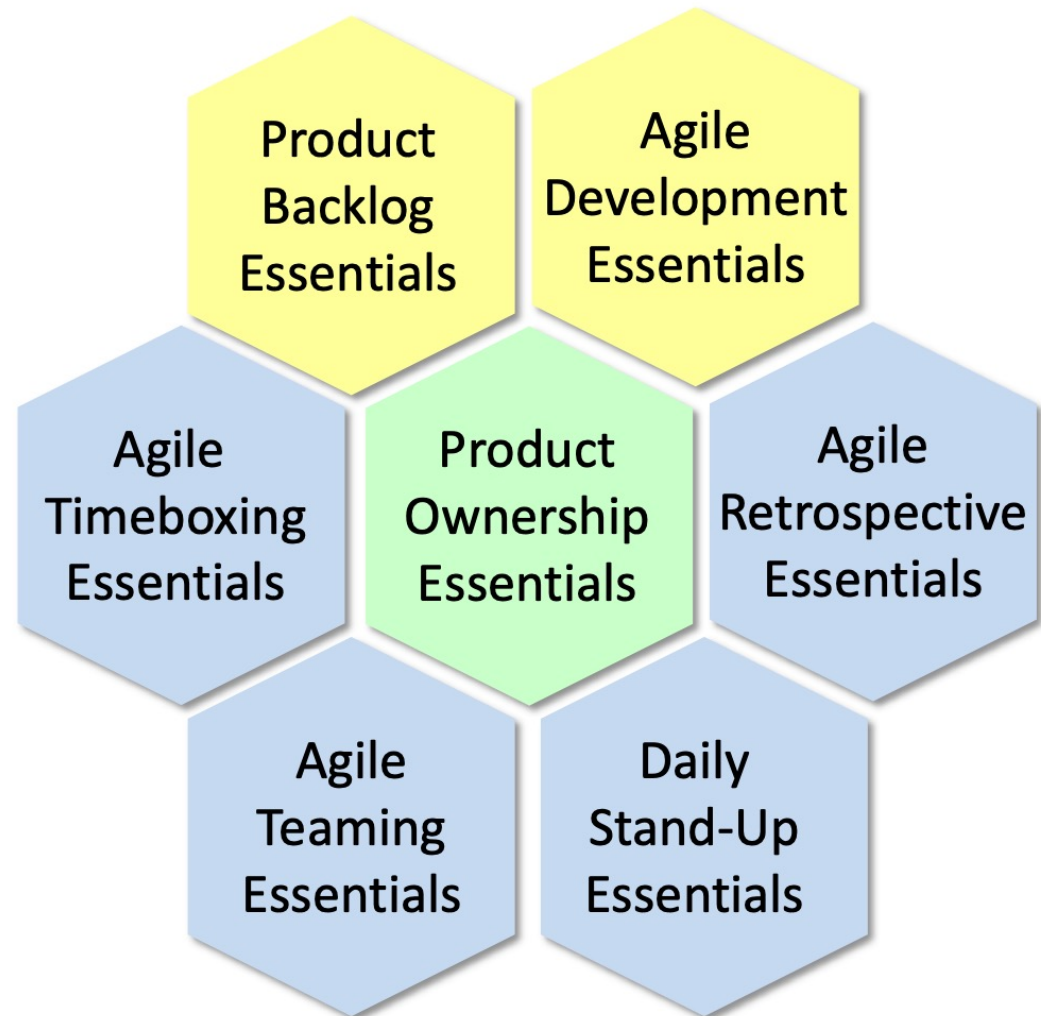 Product
Backlog
Essentials
Agile
Development
Essentials
Agile
Timeboxing
Essentials
Product
Ownership
Essentials
Agile
Retrospective
Essentials
Agile
Teaming
Essentials
Daily
Stand-Up
Essentials